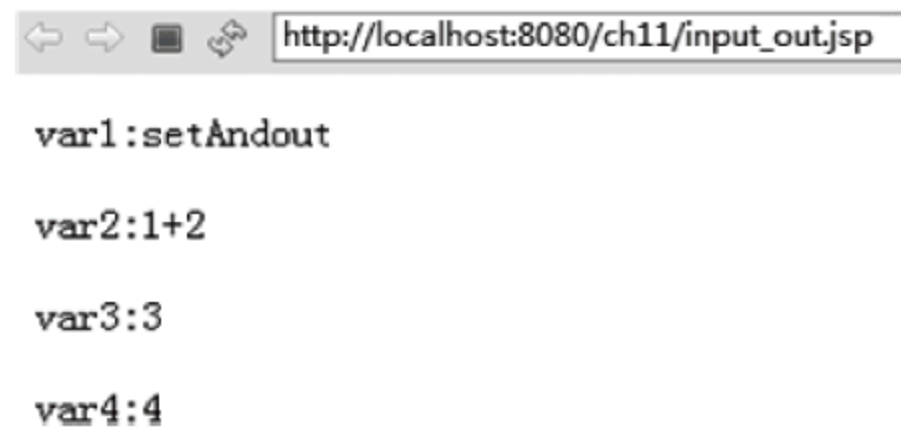 http://localhost:8080/ch11/input_out.jsp
var1:setAndout
var2:1+2
var3:3
var4:4